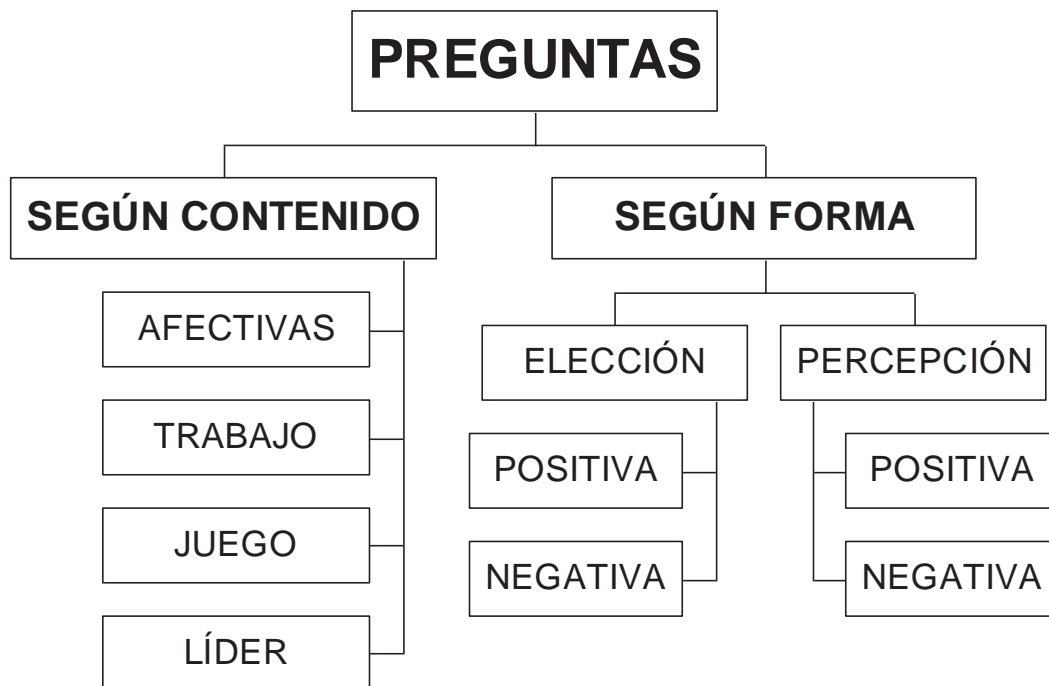 PREGUNTAS
SEGÚN CONTENIDO
AFECTIVAS
TRABAJO
JUEGO
LÍDER
SEGÚN FORMA
ELECCIÓN
POSITIVA
NEGATIVA
PERCEPCIÓN
POSITIVA
NEGATIVA